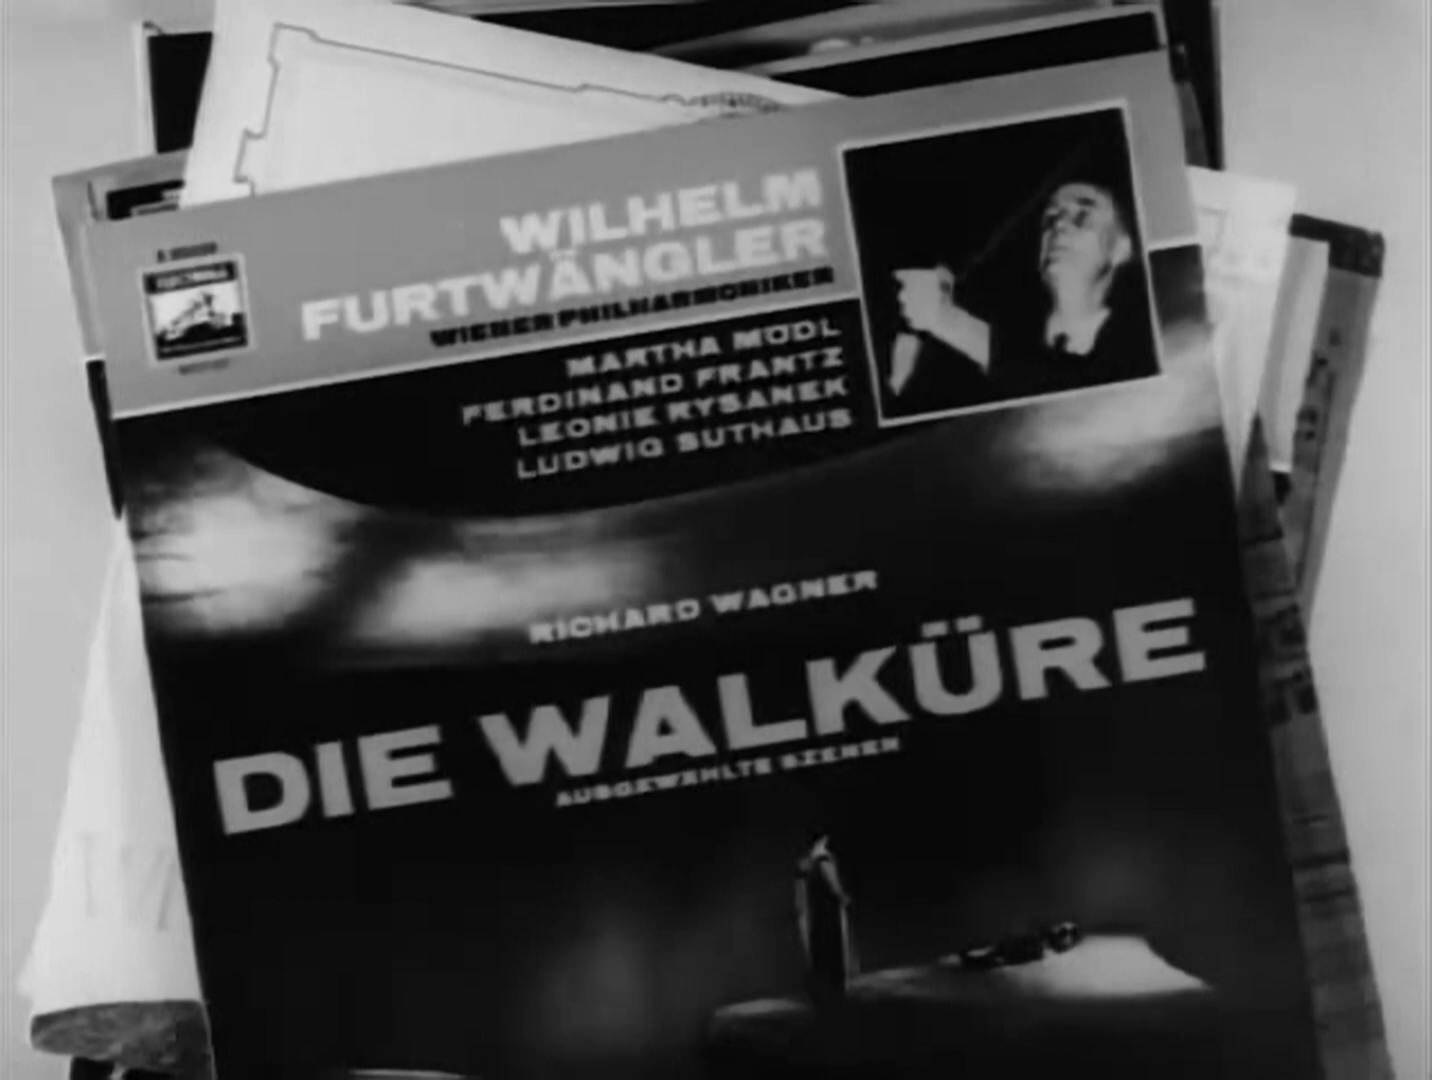 WILHELM
FURTWÄNGLER
WIENER PHILHARMONIKER
MARTHA MÖDL
FERDINAND FRANTZ
LEONIE RYSANEK
LUDWIG SUTHAUS
RICHARD WAGNER
DIE WALKÜRE
AUSGEWÄHLTE SZENEN